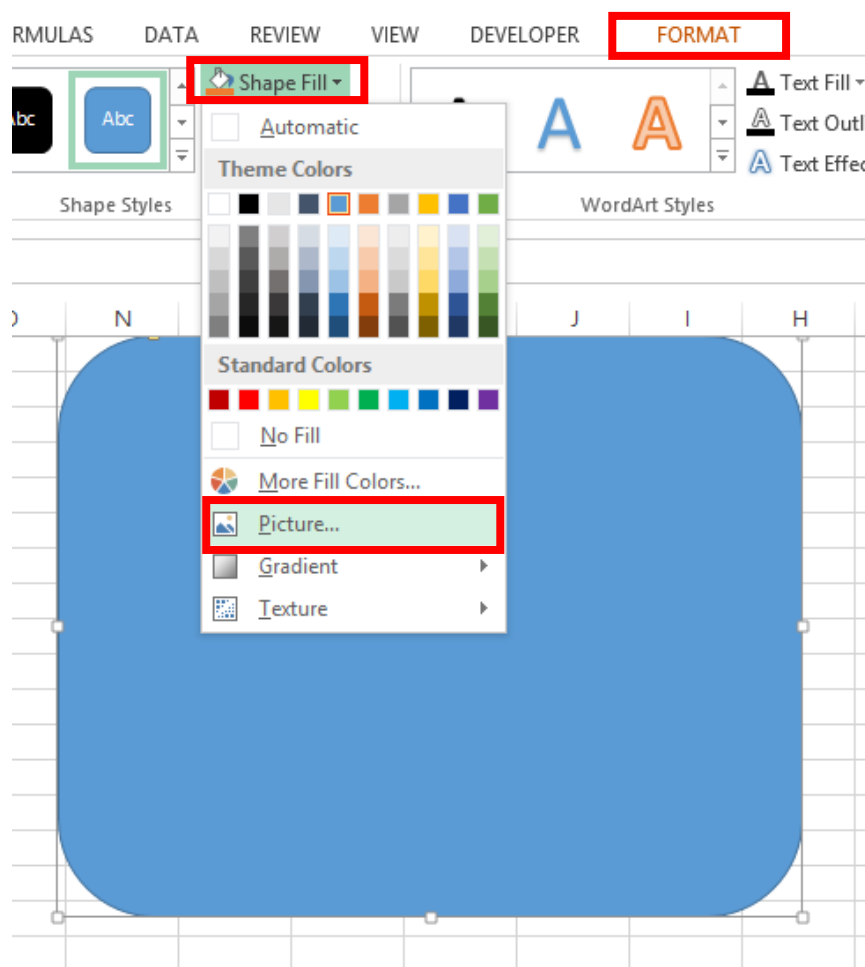 RMULAS DATA REVIEW VIEW DEVELOPER FORMAT
Abc Shape Fill Text Fill
Abc A A Text Outl
Automatic Text Effec
Theme Colors
Shape Styles WordArt Styles
N J I H
Standard Colors
No Fill
More Fill Colors...
Picture...
Gradient
Texture